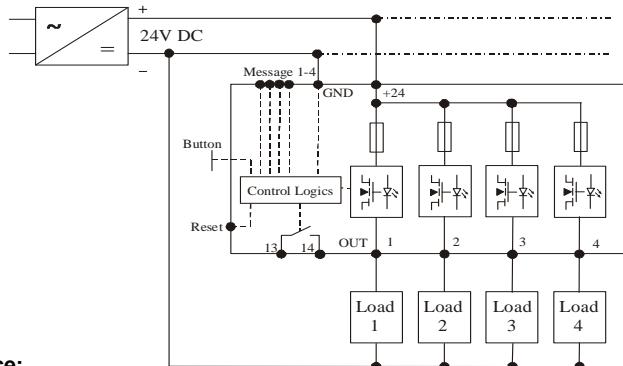 +
~
=
24V DC
–
Message 1-4
GND
+24
Button
Control Logics
Reset
13
14
OUT
1
2
3
4
Load
1
Load
2
Load
3
Load
4